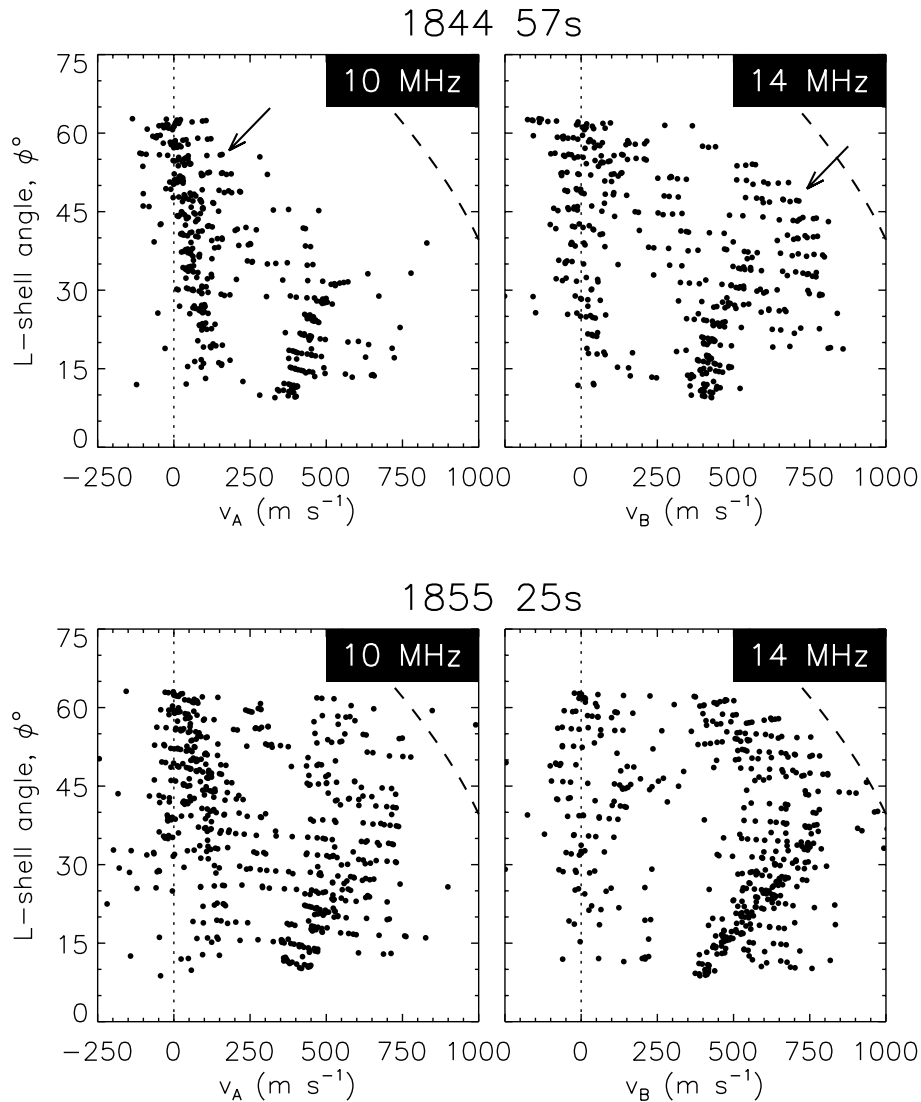 1844 57s
75
60
45
30
15
0
L−shell angle, φ°
10 MHz
14 MHz
−250 0 250 500 750 1000
0 250 500 750 1000
v_A (m s⁻¹)
v_B (m s⁻¹)
1855 25s
75
60
45
30
15
0
L−shell angle, φ°
10 MHz
14 MHz
−250 0 250 500 750 1000
0 250 500 750 1000
v_A (m s⁻¹)
v_B (m s⁻¹)